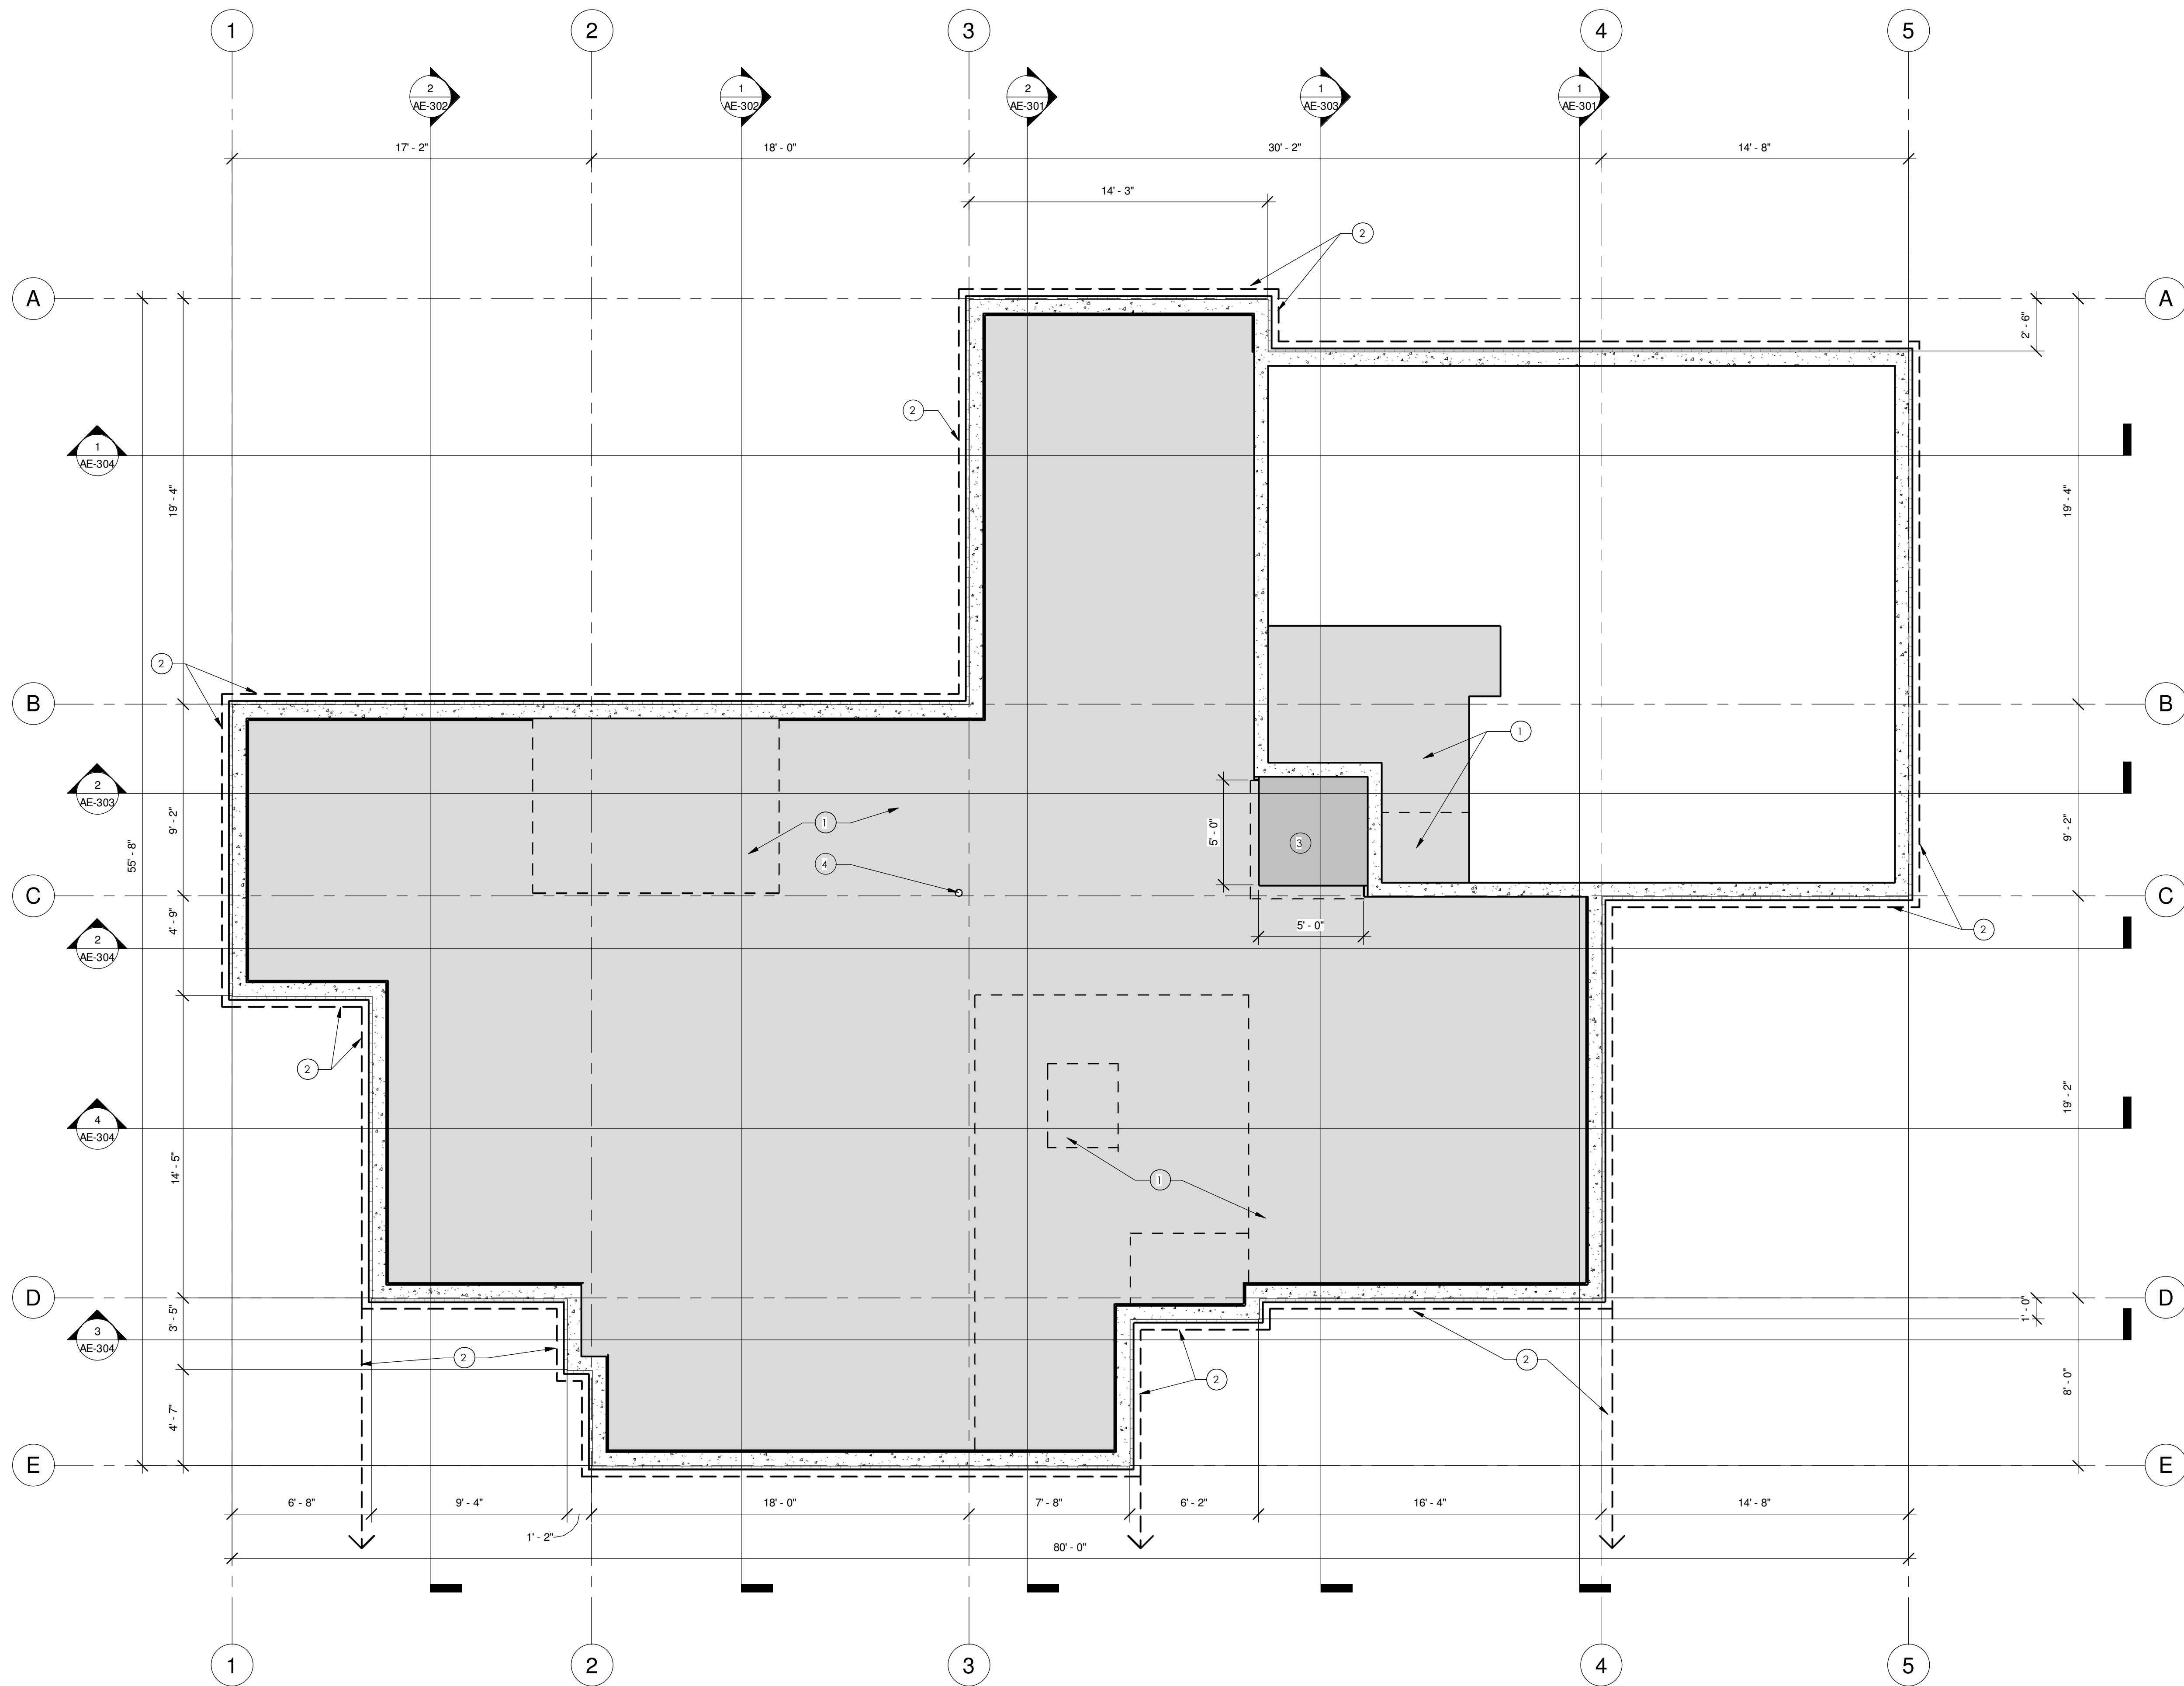 1 2 3 4 5
2 1 2 1 1
AE-302 AE-302 AE-301 AE-303 AE-301
17' - 2" 18' - 0" 30' - 2" 14' - 8"
14' - 3"
2
A A
2' - 6"
2
1
AE-304
19' - 4" 19' - 4"
2
B B
1
2
AE-303
9' - 2" 1 5' - 0" 3 9' - 2"
55' - 8"
4
C C
4' - 9" 5' - 0" 2
2
AE-304
2
4
AE-304
19' - 2"
14' - 5" 1
D D
3' - 5" 1' - 0"
3
AE-304
2 2 2
4' - 7" 8' - 0"
E E
6' - 8" 9' - 4" 18' - 0" 7' - 8" 6' - 2" 16' - 4" 14' - 8"
1' - 2"
80' - 0"
1 2 3 4 5